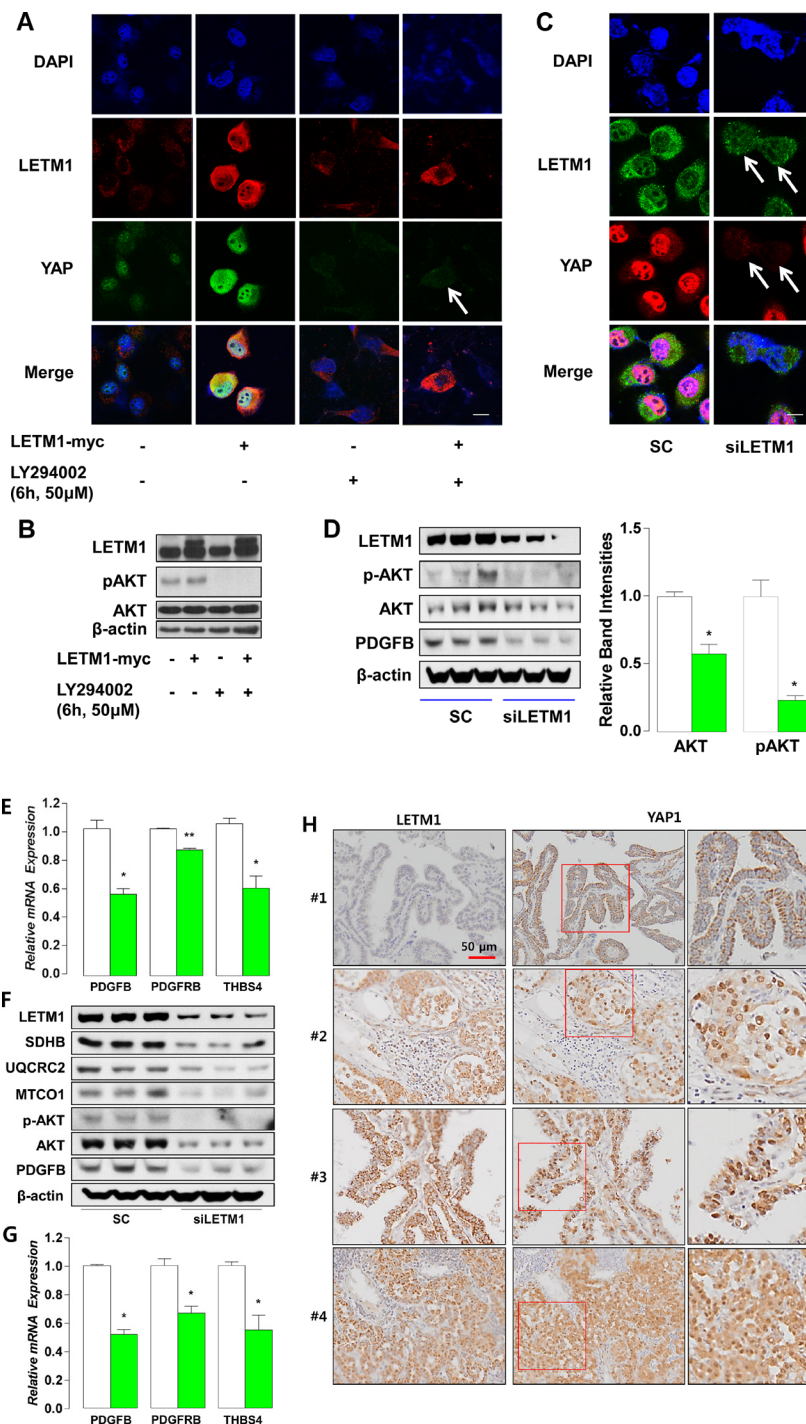 A
DAPI
LETM1
YAP
Merge
LETM1-myc - + - +
LY294002 - - + +
(6h, 50µM)
C
DAPI
LETM1
YAP
Merge
SC siLETM1
B
LETM1
pAKT
AKT
β-actin
LETM1-myc - + - +
LY294002 - - + +
(6h, 50µM)
D
LETM1
p-AKT
AKT
PDGFB
β-actin
SC siLETM1
Relative Band Intensities
1.5
1.0
0.5
0.0
* *
AKT pAKT
E
Relative mRNA Expression
1.2
1.0
0.8
0.6
0.4
0.2
0.0
* ** *
PDGFB PDGFRB THBS4
F
LETM1
SDHB
UQCRC2
MTCO1
p-AKT
AKT
PDGFB
β-actin
SC siLETM1
G
Relative mRNA Expression
1.2
1.0
0.8
0.6
0.4
0.2
0.0
* * *
PDGFB PDGFRB THBS4
H
LETM1 YAP1
#1
50 µm
#2
#3
#4